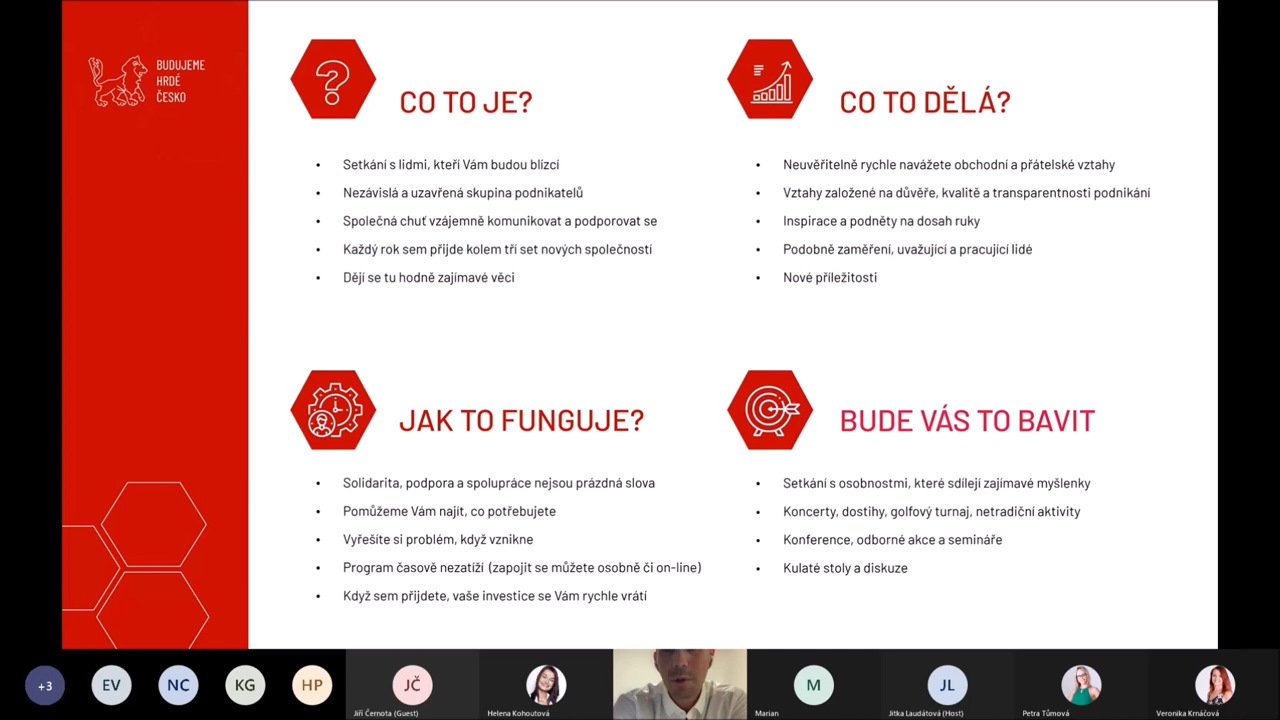 BUDUJEME
HRDÉ
ČESKO
CO TO JE?
Setkání s lidmi, kteří Vám budou blízcí
Nezávislá a uzavřená skupina podnikatelů
Společná chuť vzájemně komunikovat a podporovat se
Každý rok sem přijde kolem tří set nových společností
Dějí se tu hodně zajímavé věci
CO TO DĚLÁ?
Neuvěřitelně rychle navážete obchodní a přátelské vztahy
Vztahy založené na důvěře, kvalitě a transparentnosti podnikání
Inspirace a podněty na dosah ruky
Podobně zaměření, uvažující a pracující lidé
Nové příležitosti
JAK TO FUNGUJE?
Solidarita, podpora a spolupráce nejsou prázdná slova
Pomůžeme Vám najít, co potřebujete
Vyřešíte si problém, když vznikne
Program časově nezatíží (zapojit se můžete osobně či on-line)
Když sem přijdete, vaše investice se Vám rychle vrátí
BUDE VÁS TO BAVIT
Setkání s osobnostmi, které sdílejí zajímavé myšlenky
Koncerty, dostihy, golfový turnaj, netradiční aktivity
Konference, odborné akce a semináře
Kulaté stoly a diskuze
+3
EV
NC
KG
HP
JČ
Jiří Černota (Guest)
Helena Kohoutová
M
Marian
JL
Jitka Laudátová (Host)
Petra Tůmová
Veronika Krnáčová